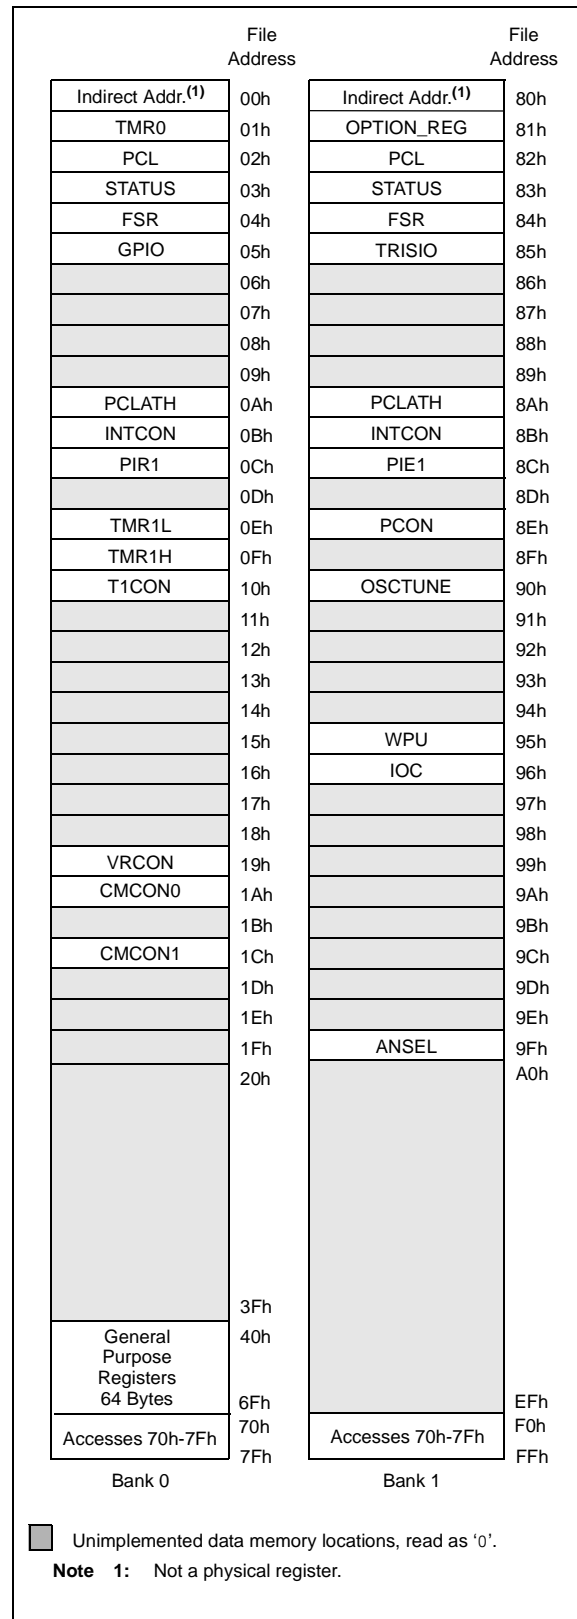 File Address File Address
Indirect Addr.(1) 00h Indirect Addr.(1) 80h
TMR0 01h OPTION_REG 81h
PCL 02h PCL 82h
STATUS 03h STATUS 83h
FSR 04h FSR 84h
GPIO 05h TRISIO 85h
06h 86h
07h 87h
08h 88h
09h 89h
PCLATH 0Ah PCLATH 8Ah
INTCON 0Bh INTCON 8Bh
PIR1 0Ch PIE1 8Ch
0Dh 8Dh
TMR1L 0Eh PCON 8Eh
TMR1H 0Fh 8Fh
T1CON 10h OSCTUNE 90h
11h 91h
12h 92h
13h 93h
14h 94h
15h WPU 95h
16h IOC 96h
17h 97h
18h 98h
VRCON 19h 99h
CMCON0 1Ah 9Ah
1Bh 9Bh
CMCON1 1Ch 9Ch
1Dh 9Dh
1Eh 9Eh
1Fh ANSEL 9Fh
20h A0h
3Fh
General 40h
Purpose
Registers
64 Bytes 6Fh EFh
70h F0h
Accesses 70h-7Fh Accesses 70h-7Fh
7Fh FFh
Bank 0 Bank 1
Unimplemented data memory locations, read as ‘0’.
Note 1: Not a physical register.